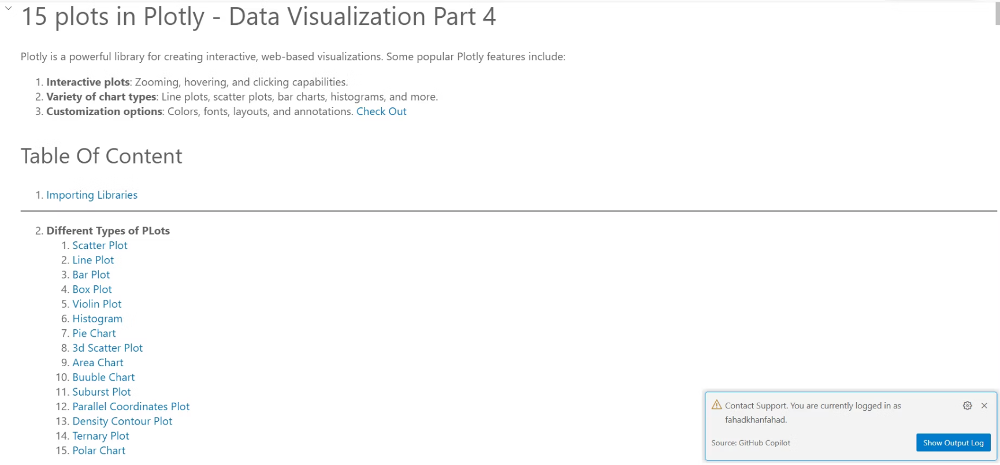 15 plots in Plotly - Data Visualization Part 4
Plotly is a powerful library for creating interactive, web-based visualizations. Some popular Plotly features include:
1. Interactive plots: Zooming, hovering, and clicking capabilities.
2. Variety of chart types: Line plots, scatter plots, bar charts, histograms, and more.
3. Customization options: Colors, fonts, layouts, and annotations. Check Out
Table Of Content
1. Importing Libraries
2. Different Types of PLots
1. Scatter Plot
2. Line Plot
3. Bar Plot
4. Box Plot
5. Violin Plot
6. Histogram
7. Pie Chart
8. 3d Scatter Plot
9. Area Chart
10. Buuble Chart
11. Suburst Plot
12. Parallel Coordinates Plot
13. Density Contour Plot
14. Ternary Plot
15. Polar Chart
Contact Support. You are currently logged in as
fahadkhanfahad.
Source: GitHub Copilot
Show Output Log